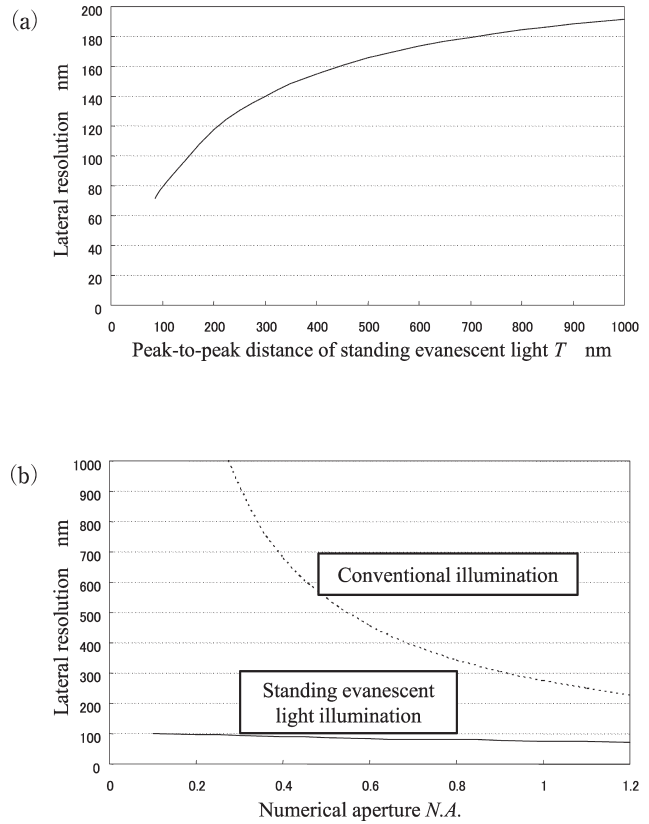 (a)
Lateral resolution nm
200
180
160
140
120
100
80
60
40
20
0
0 100 200 300 400 500 600 700 800 900 1000
Peak-to-peak distance of standing evanescent light T nm
(b)
Lateral resolution nm
1000
900
800
700
600
500
400
300
200
100
0
Conventional illumination
Standing evanescent
light illumination
0 0.2 0.4 0.6 0.8 1 1.2
Numerical aperture N.A.